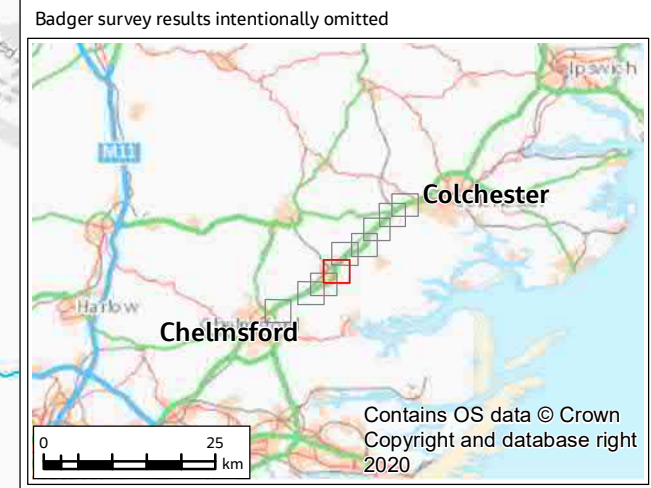 Badger survey results intentionally omitted
Ipswich
M11
Colchester
Harlow
Chelmsford
Contains OS data © Crown
Copyright and database right
2020
0 25
km